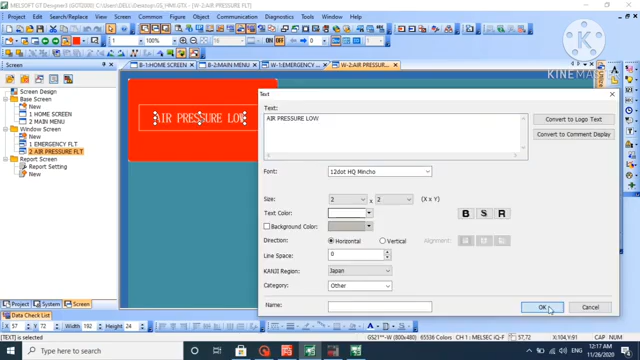 MELSOFT GT Designer3 (GOT2000) C:\Users\DELL\Desktop\GS_HMI.GTX
Project Edit Search/Replace View Screen Common Figure Object Communication Diagnostics Tools Window Help
B-1:HOME SCREEN B-2:MAIN MENU W-1:EMERGENCY W-2:AIR PRESSURE
Screen
Screen Design
Base Screen
New
1 HOME SCREEN
2 MAIN MENU
Window Screen
New
1 EMERGENCY FLT
2 AIR PRESSURE FLT
Report Screen
Report Setting
New
AIR PRESSURE LOW
KINEM
Text
Text:
AIR PRESSURE LOW
Convert to Logo Text
Convert to Comment Display
Font: 12dot HQ Mincho
Size: 2 x 2 (X x Y)
Text Color: B S R
Background Color:
Direction: Horizontal Vertical Alignment:
Line Space: 0
KANJI Region: Japan
Category: Other
Name:
OK Cancel
Project System Screen
Data Check List
X 57 Y 72 Width 192 Height 24
is selected GS21**-W (800x480) 65536 Colors CH 1 : MELSEC iQ-F 57,72 X:104,Y:91 CAP NUM
Type here to search
12:17 AM
11/26/2020